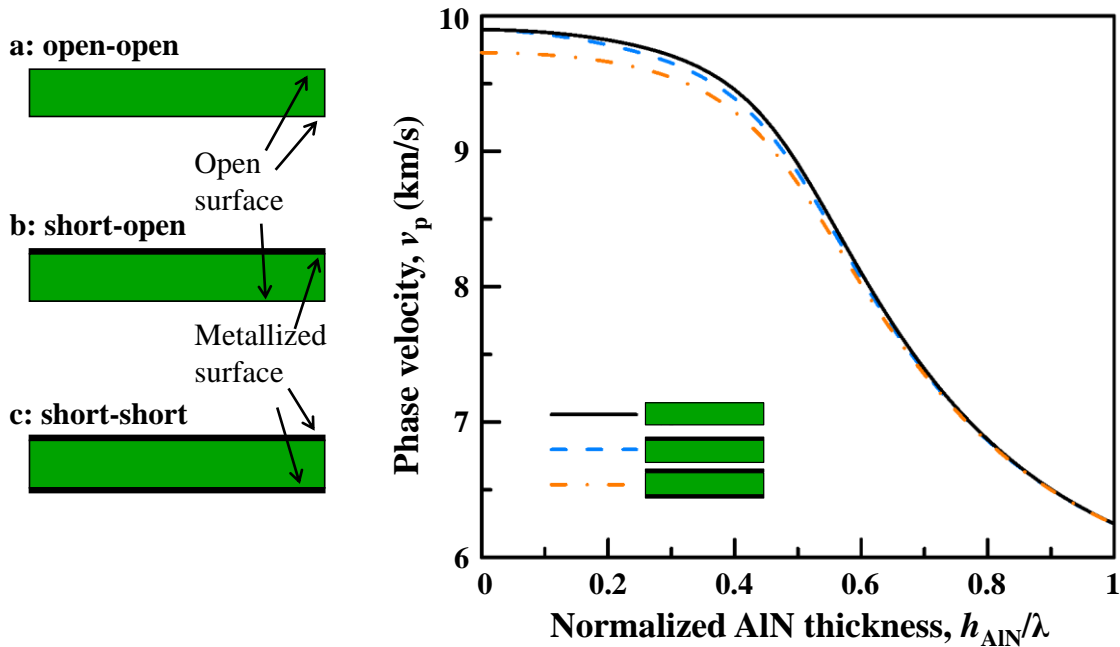 a: open-open
Open
surface
b: short-open
Metallized
surface
c: short-short
Phase velocity, vₚ (km/s)
10
9
8
7
6
0
0.2
0.4
0.6
0.8
1
Normalized AlN thickness, h_AlN/λ